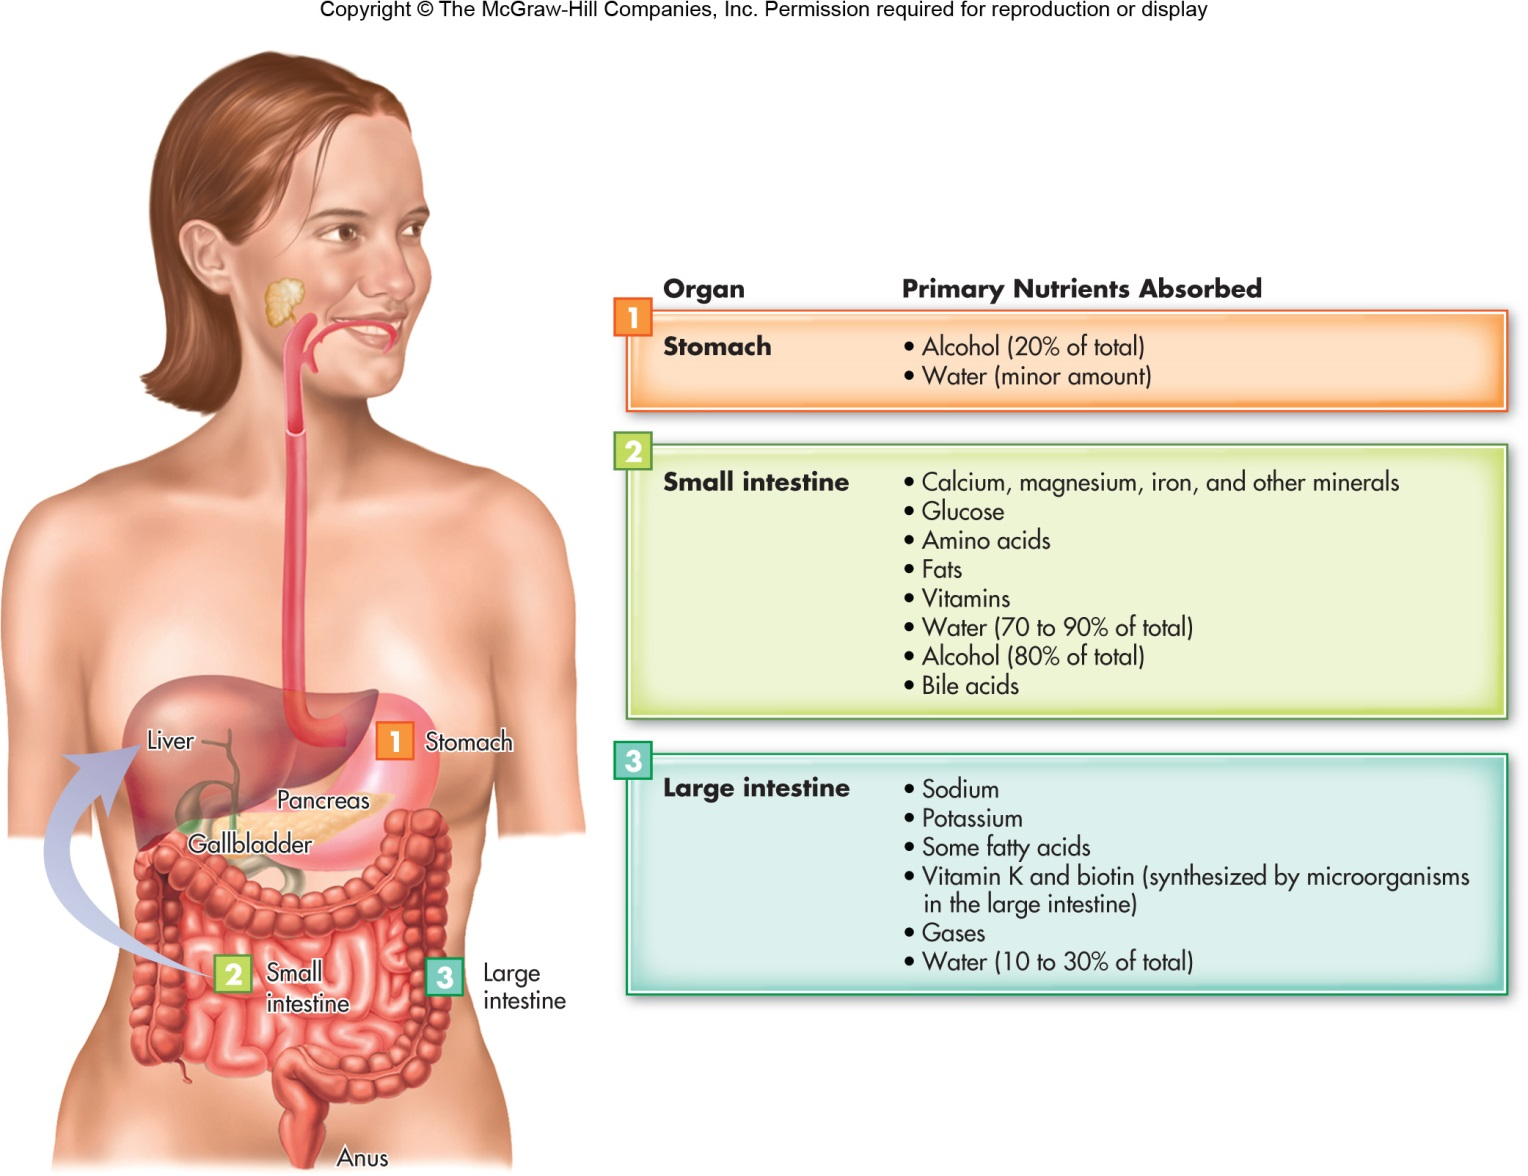 Copyright © The McGraw-Hill Companies, Inc. Permission required for reproduction or display
Organ Primary Nutrients Absorbed
1
Stomach • Alcohol (20% of total)
• Water (minor amount)
2
Small intestine • Calcium, magnesium, iron, and other minerals
• Glucose
• Amino acids
• Fats
• Vitamins
• Water (70 to 90% of total)
• Alcohol (80% of total)
• Bile acids
3
Large intestine • Sodium
• Potassium
• Some fatty acids
• Vitamin K and biotin (synthesized by microorganisms
in the large intestine)
• Gases
• Water (10 to 30% of total)
Liver
1 Stomach
Pancreas
Gallbladder
2 Small
intestine
3 Large
intestine
Anus